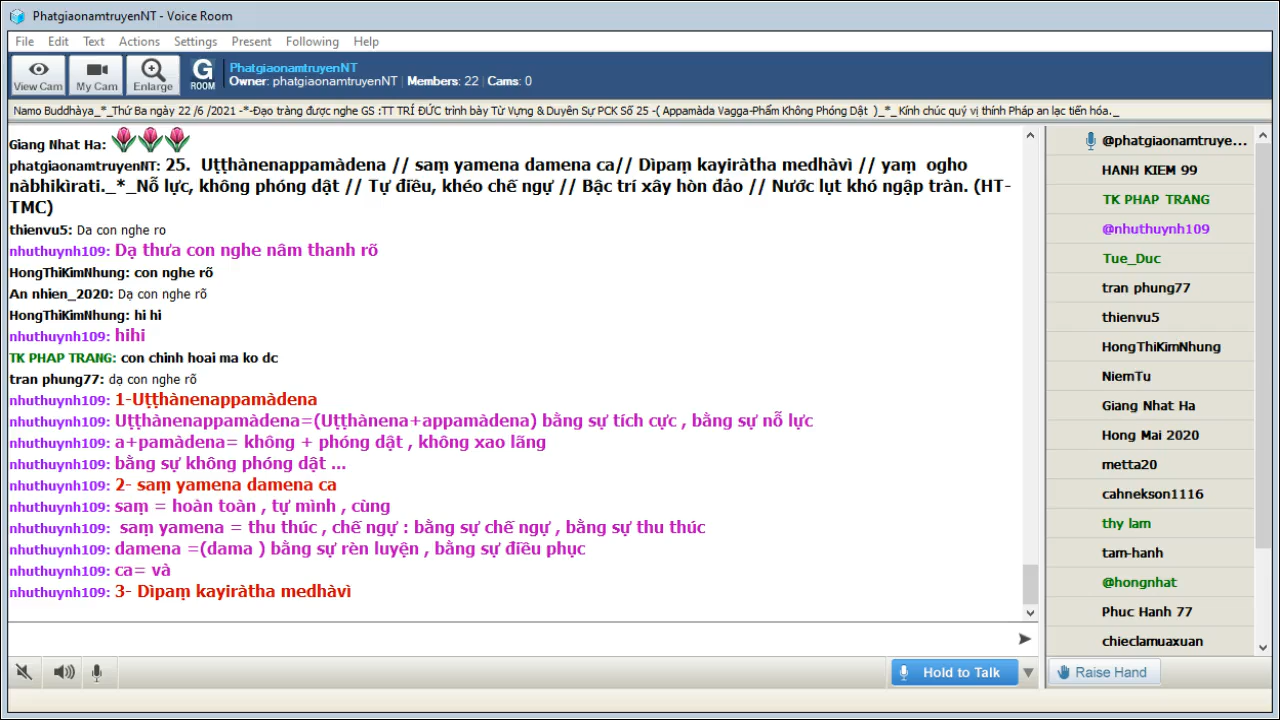 PhatgiaonamtruyenNT - Voice Room
File Edit Text Actions Settings Present Following Help
View Cam My Cam Enlarge G ROOM
PhatgiaonamtruyenNT
Owner: phatgiaonamtruyenNT | Members: 22 | Cams: 0
Namo Buddhàya_*_Thứ Ba ngày 22 /6 /2021 -*-Đạo tràng được nghe GS :TT TRÍ ĐỨC trình bày Từ Vựng & Duyên Sự PCK Số 25 -( Appamàda Vagga-Phẩm Không Phóng Dật )_*_ Kính chúc quý vị thính Pháp an lạc tiến hóa._
Giang Nhat Ha:
phatgiaonamtruyenNT: 25. Uṭṭhànenappamàdena // saṃ yamena damena ca// Dìpaṃ kayiràtha medhàvì // yaṃ ogho
nàbhikìrati._*_Nỗ lực, không phóng dật // Tự điều, khéo chế ngự // Bậc trí xây hòn đảo // Nước lụt khó ngập tràn. (HT-
TMC)
thienvu5: Da con nghe ro
nhuthuynh109: Dạ thưa con nghe nâm thanh rõ
HongThiKimNhung: con nghe rõ
An nhien_2020: Dạ con nghe rõ
HongThiKimNhung: hi hi
nhuthuynh109: hihi
TK PHAP TRANG: con chinh hoai ma ko dc
tran phung77: dạ con nghe rõ
nhuthuynh109: 1-Uṭṭhànenappamàdena
nhuthuynh109: Uṭṭhànenappamàdena=(Uṭṭhànena+appamàdena) bằng sự tích cực , bằng sự nỗ lực
nhuthuynh109: a+pamàdena= không + phóng dật , không xao lãng
nhuthuynh109: bằng sự không phóng dật ...
nhuthuynh109: 2- saṃ yamena damena ca
nhuthuynh109: saṃ = hoàn toàn , tự mình , cùng
nhuthuynh109: saṃ yamena = thu thúc , chế ngự : bằng sự chế ngự , bằng sự thu thúc
nhuthuynh109: damena =(dama ) bằng sự rèn luyện , bằng sự điều phục
nhuthuynh109: ca= và
nhuthuynh109: 3- Dìpaṃ kayiràtha medhàvì
Hold to Talk
@phatgiaonamtruye...
HANH KIEM 99
TK PHAP TRANG
@nhuthuynh109
Tue_Duc
tran phung77
thienvu5
HongThiKimNhung
NiemTu
Giang Nhat Ha
Hong Mai 2020
metta20
cahnekson1116
thy lam
tam-hanh
@hongnhat
Phuc Hanh 77
chieclamuaxuan
Raise Hand